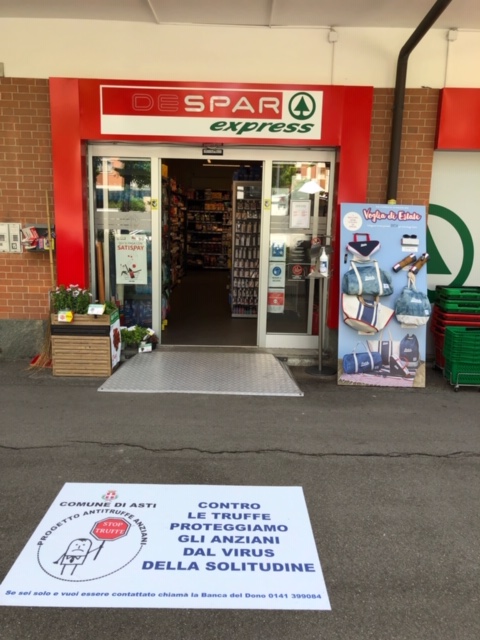 DESPAR
express
SATISPAY
Voglia di Estate
COMUNE DI ASTI
PROGETTO ANTITRUFFE ANZIANI
STOP
TRUFFE
CONTRO
LE TRUFFE
PROTEGGIAMO
GLI ANZIANI
DAL VIRUS
DELLA SOLITUDINE
Se sei solo e vuoi essere contattato chiama la Banca del Dono 0141 399084